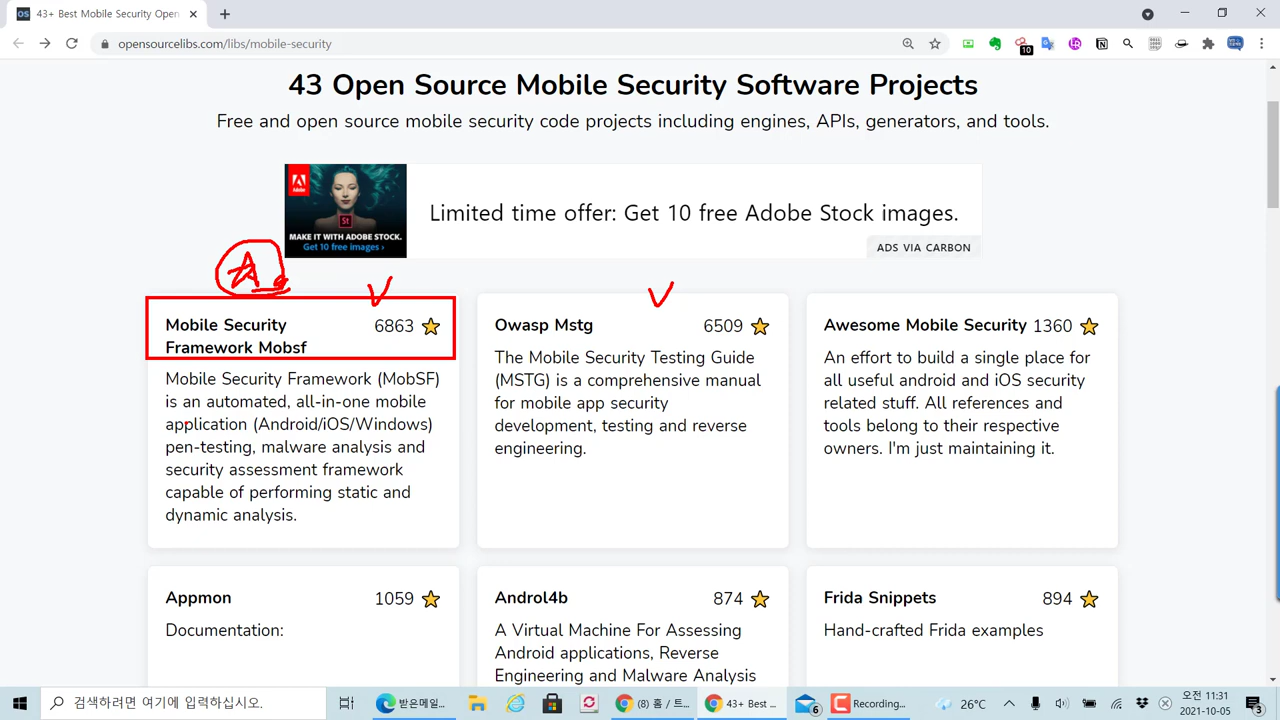 43+ Best Mobile Security Open
opensourcelibs.com/libs/mobile-security
10
43 Open Source Mobile Security Software Projects
Free and open source mobile security code projects including engines, APIs, generators, and tools.
Adobe
St
MAKE IT WITH ADOBE STOCK.
Get 10 free images ›
Limited time offer: Get 10 free Adobe Stock images.
ADS VIA CARBON
A
Mobile Security
Framework Mobsf
6863
Mobile Security Framework (MobSF)
is an automated, all-in-one mobile
application (Android/iOS/Windows)
pen-testing, malware analysis and
security assessment framework
capable of performing static and
dynamic analysis.
Owasp Mstg
6509
The Mobile Security Testing Guide
(MSTG) is a comprehensive manual
for mobile app security
development, testing and reverse
engineering.
Awesome Mobile Security 1360
An effort to build a single place for
all useful android and iOS security
related stuff. All references and
tools belong to their respective
owners. I'm just maintaining it.
Appmon
1059
Documentation:
Androl4b
874
A Virtual Machine For Assessing
Android applications, Reverse
Engineering and Malware Analysis
Frida Snippets
894
Hand-crafted Frida examples
검색하려면 여기에 입력하십시오.
받은메일...
(8) 홈 / 트...
43+ Best ...
6
Recording...
26°C
오전 11:31
2021-10-05
3